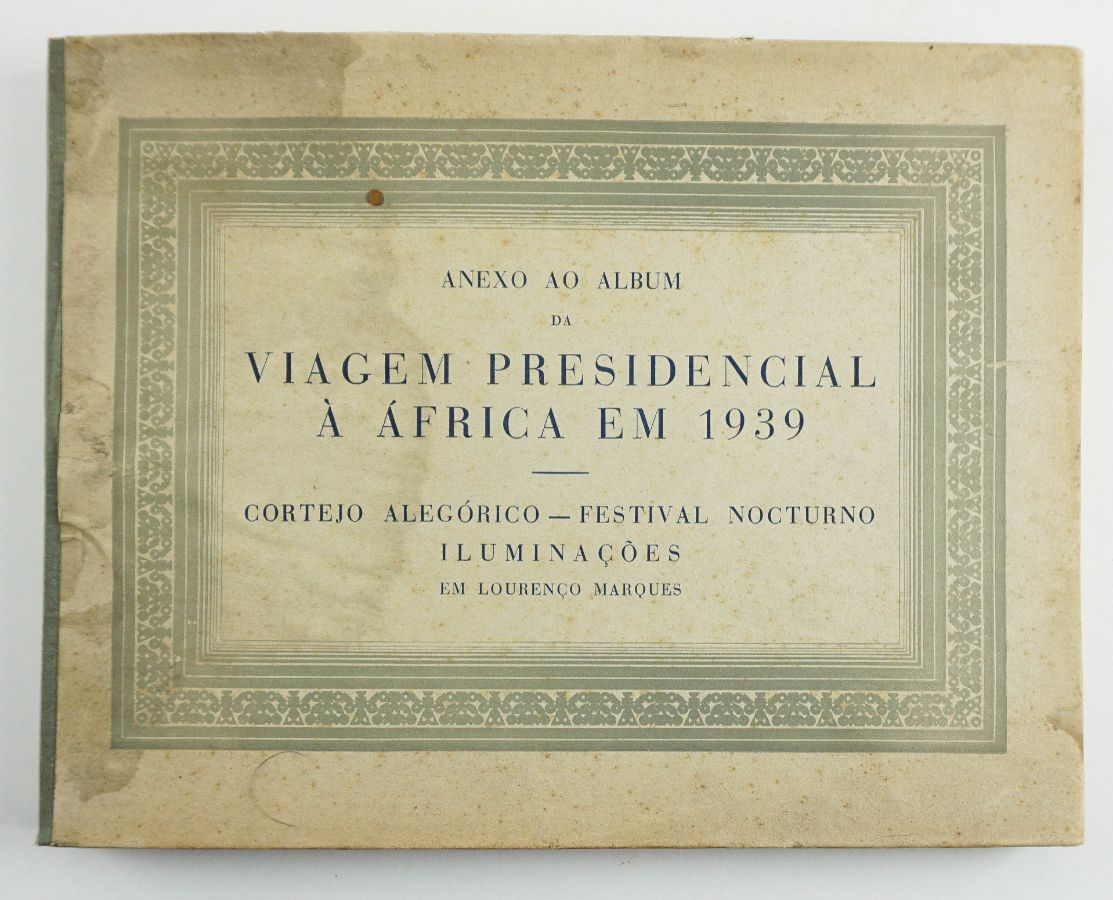 ANEXO AO ALBUM
DA
VIAGEM PRESIDENCIAL
À ÁFRICA EM 1939
CORTEJO ALEGÓRICO — FESTIVAL NOCTURNO
ILUMINAÇÕES
EM LOURENÇO MARQUES